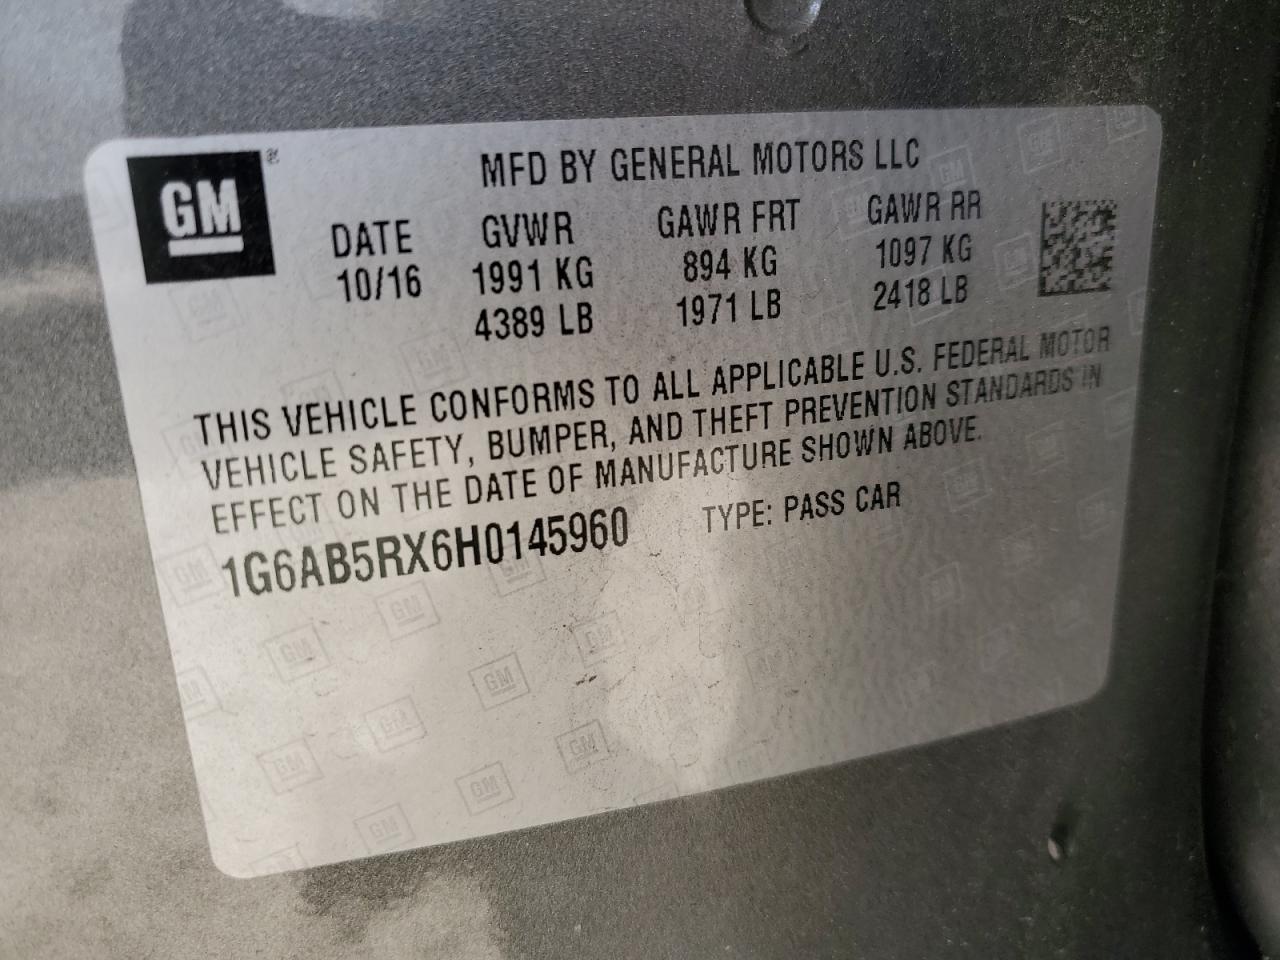 GM
MFD BY GENERAL MOTORS LLC
DATE GVWR GAWR FRT GAWR RR
10/16 1991 KG 894 KG 1097 KG
4389 LB 1971 LB 2418 LB
THIS VEHICLE CONFORMS TO ALL APPLICABLE U.S. FEDERAL MOTOR
VEHICLE SAFETY, BUMPER, AND THEFT PREVENTION STANDARDS IN
EFFECT ON THE DATE OF MANUFACTURE SHOWN ABOVE.
1G6AB5RX6H0145960 TYPE: PASS CAR